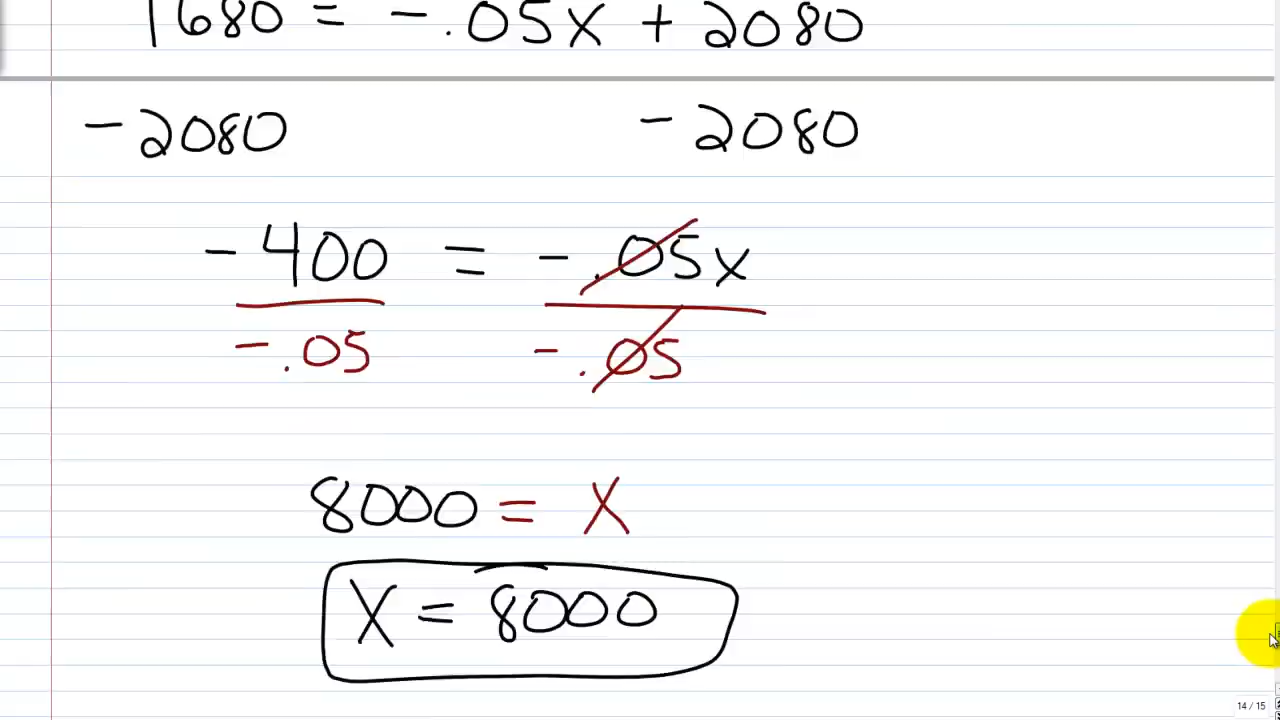 1680 = - .05x + 2080
- 2080 - 2080
- 400 = - .05x
- .05 - .05
8000 = X
X = 8000
14 / 15